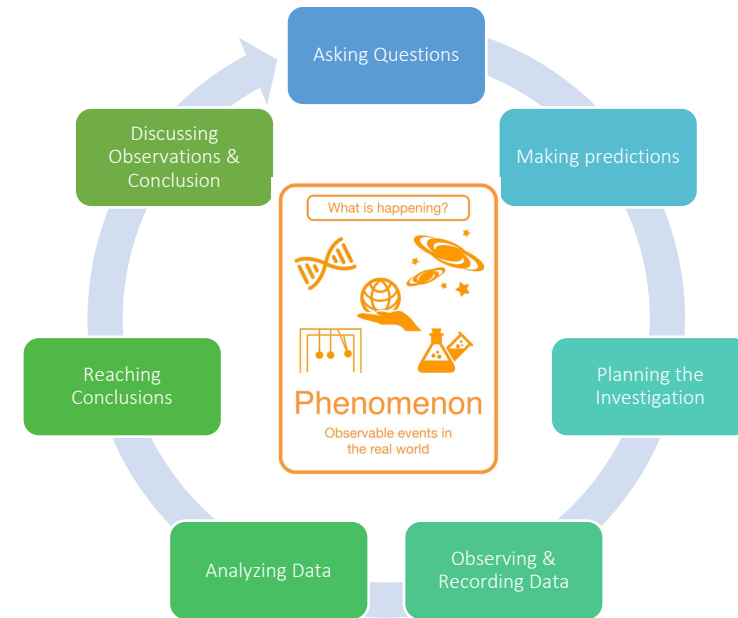 Asking Questions
Making predictions
Planning the
Investigation
Observing &
Recording Data
Analyzing Data
Reaching
Conclusions
Discussing
Observations &
Conclusion
What is happening?
Phenomenon
Observable events in
the real world